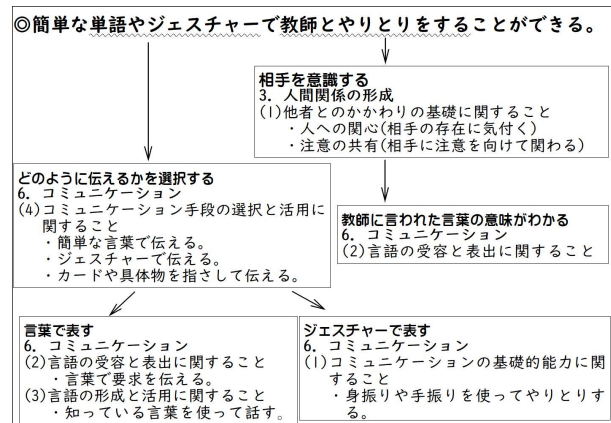 ◎簡単な単語やジェスチャーで教師とやりとりをすることができる。
相手を意識する
3．人間関係の形成
(1)他者とのかかわりの基礎に関すること
・人への関心(相手の存在に気付く)
・注意の共有(相手に注意を向けて関わる)
どのように伝えるかを選択する
6．コミュニケーション
(4)コミュニケーション手段の選択と活用に
関すること
・簡単な言葉で伝える。
・ジェスチャーで伝える。
・カードや具体物を指さして伝える。
教師に言われた言葉の意味がわかる
6．コミュニケーション
(2)言語の受容と表出に関すること
言葉で表す
6．コミュニケーション
(2)言語の受容と表出に関すること
・言葉で要求を伝える。
(3)言語の形成と活用に関すること
・知っている言葉を使って話す。
ジェスチャーで表す
6．コミュニケーション
(1)コミュニケーションの基礎的能力に関
すること
・身振りや手振りを使ってやりとりす
る。